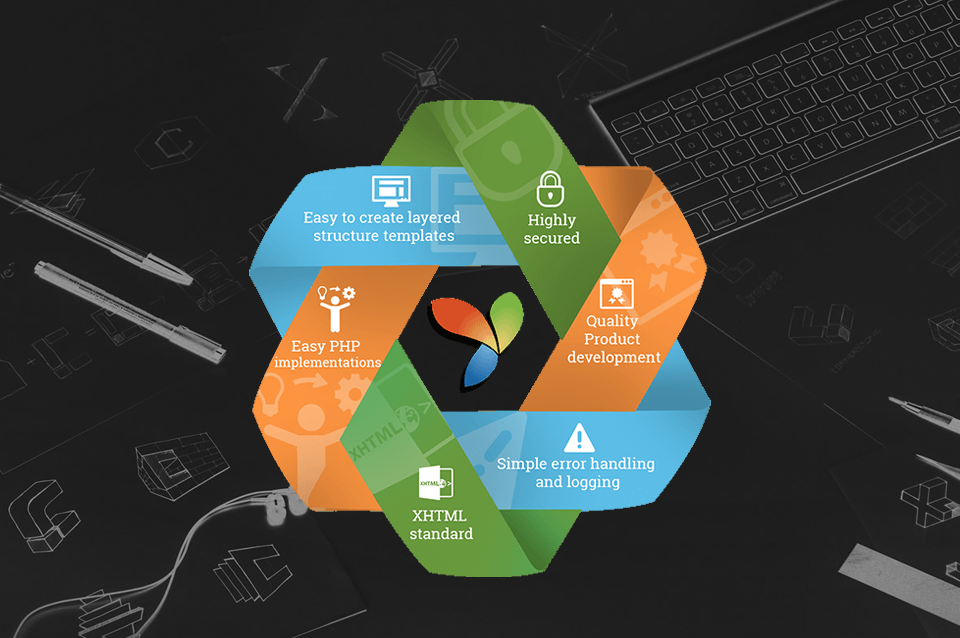 Easy to create layered
structure templates
Highly
secured
Quality
Product
development
Simple error handling
and logging
XHTML
XHTML
standard
XHTML
Easy PHP
implementations